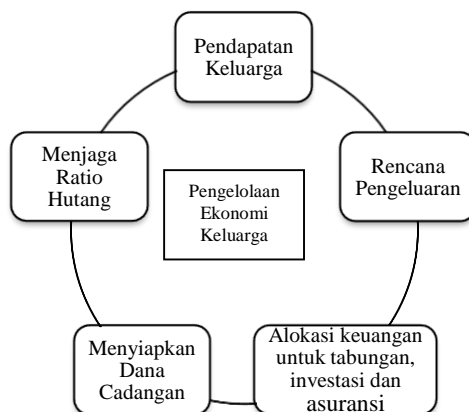 Pendapatan
Keluarga
Menjaga
Ratio
Hutang
Rencana
Pengeluaran
Pengelolaan
Ekonomi
Keluarga
Menyiapkan
Dana
Cadangan
Alokasi keuangan
untuk tabungan,
investasi dan
asuransi